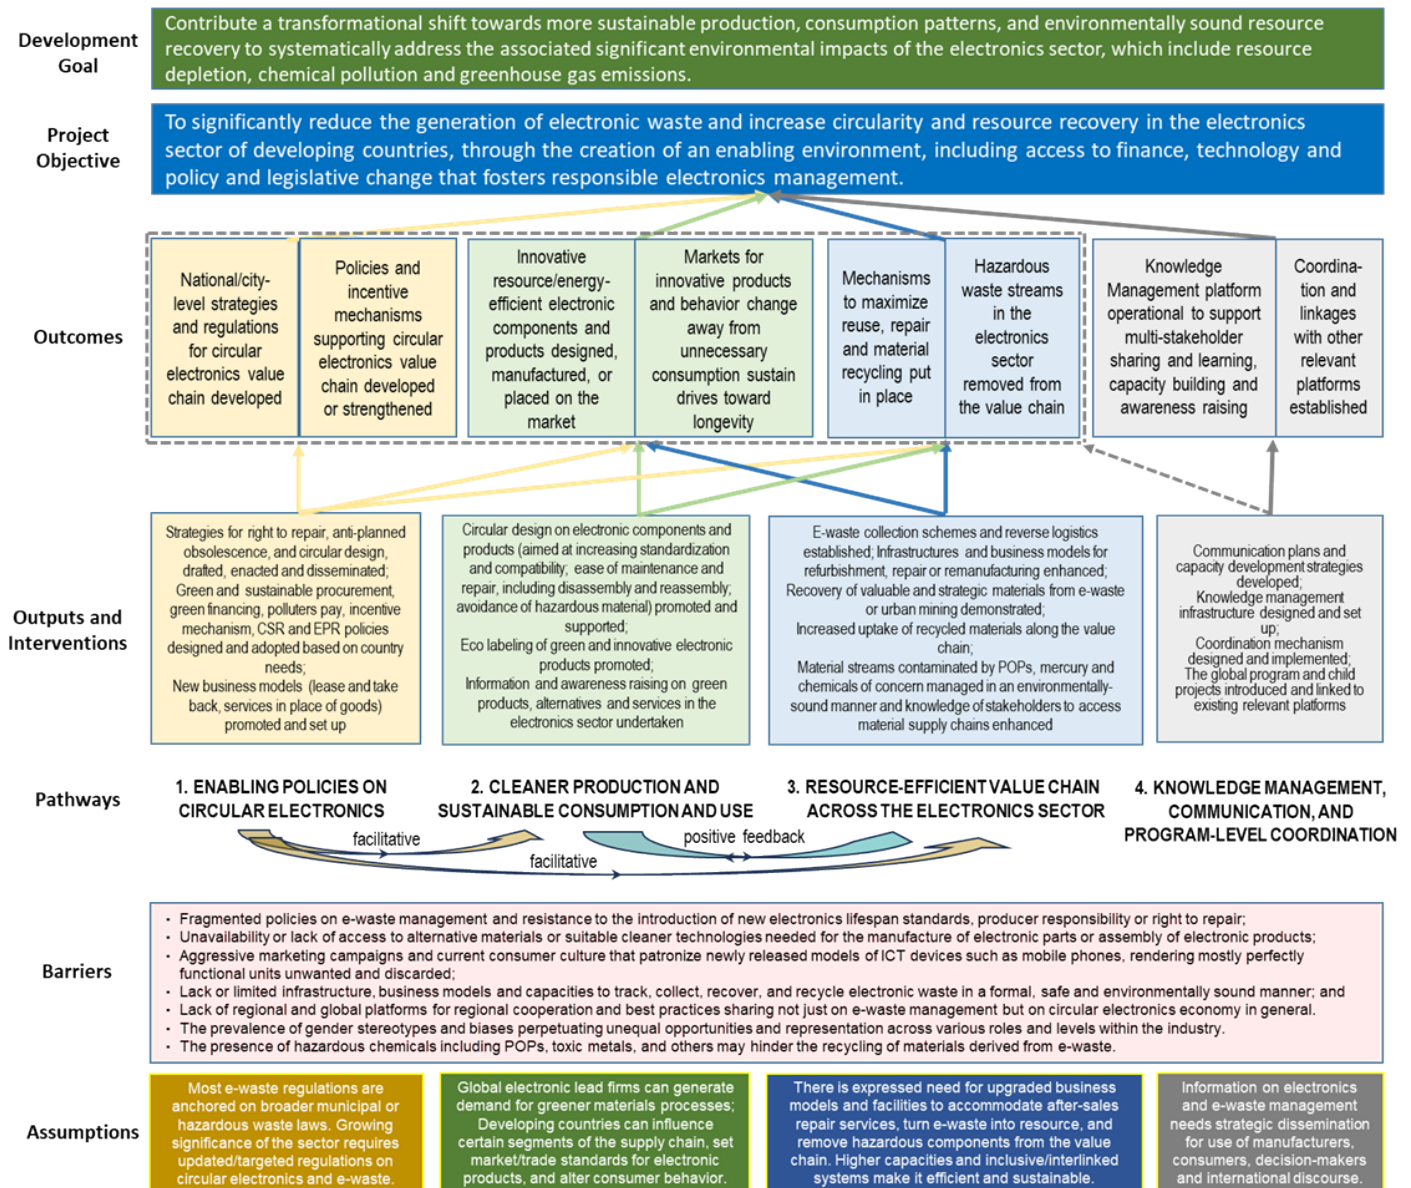 Development
Goal
Contribute a transformational shift towards more sustainable production, consumption patterns, and environmentally sound resource
recovery to systematically address the associated significant environmental impacts of the electronics sector, which include resource
depletion, chemical pollution and greenhouse gas emissions.
Project
Objective
To significantly reduce the generation of electronic waste and increase circularity and resource recovery in the electronics
sector of developing countries, through the creation of an enabling environment, including access to finance, technology and
policy and legislative change that fosters responsible electronics management.
Outcomes
National/city-
level strategies
and regulations
for circular
electronics value
chain developed
Policies and
incentive
mechanisms
supporting circular
electronics value
chain developed
or strengthened
Innovative
resource/energy-
efficient electronic
components and
products designed,
manufactured, or
placed on the
market
Markets for
innovative products
and behavior change
away from
unnecessary
consumption sustain
drives toward
longevity
Mechanisms
to maximize
reuse, repair
and material
recycling put
in place
Hazardous
waste streams
in the
electronics
sector
removed from
the value chain
Knowledge
Management platform
operational to support
multi-stakeholder
sharing and learning,
capacity building and
awareness raising
Coordina-
tion and
linkages
with other
relevant
platforms
established
Outputs and
Interventions
Strategies for right to repair, anti-planned
obsolescence, and circular design,
drafted, enacted and disseminated;
Green and sustainable procurement,
green financing, polluters pay, incentive
mechanism, CSR and EPR policies
designed and adopted based on country
needs;
New business models (lease and take
back, services in place of goods)
promoted and set up
Circular design on electronic components and
products (aimed at increasing standardization
and compatibility; ease of maintenance and
repair, including disassembly and reassembly;
avoidance of hazardous material) promoted and
supported;
Eco labeling of green and innovative electronic
products promoted;
Information and awareness raising on green
products, alternatives and services in the
electronics sector undertaken
E-waste collection schemes and reverse logistics
established; Infrastructures and business models for
refurbishment, repair or remanufacturing enhanced;
Recovery of valuable and strategic materials from e-waste
or urban mining demonstrated;
Increased uptake of recycled materials along the value
chain;
Material streams contaminated by POPs, mercury and
chemicals of concern managed in an environmentally-
sound manner and knowledge of stakeholders to access
material supply chains enhanced
Communication plans and
capacity development strategies
developed;
Knowledge management
infrastructure designed and set
up;
Coordination mechanism
designed and implemented;
The global program and child
projects introduced and linked to
existing relevant platforms
Pathways
1. ENABLING POLICIES ON
CIRCULAR ELECTRONICS
2. CLEANER PRODUCTION AND
SUSTAINABLE CONSUMPTION AND USE
3. RESOURCE-EFFICIENT VALUE CHAIN
ACROSS THE ELECTRONICS SECTOR
4. KNOWLEDGE MANAGEMENT,
COMMUNICATION, AND
PROGRAM-LEVEL COORDINATION
facilitative
positive feedback
facilitative
Barriers
· Fragmented policies on e-waste management and resistance to the introduction of new electronics lifespan standards, producer responsibility or right to repair;
· Unavailability or lack of access to alternative materials or suitable cleaner technologies needed for the manufacture of electronic parts or assembly of electronic products;
· Aggressive marketing campaigns and current consumer culture that patronize newly released models of ICT devices such as mobile phones, rendering mostly perfectly
functional units unwanted and discarded;
· Lack or limited infrastructure, business models and capacities to track, collect, recover, and recycle electronic waste in a formal, safe and environmentally sound manner; and
· Lack of regional and global platforms for regional cooperation and best practices sharing not just on e-waste management but on circular electronics economy in general.
· The prevalence of gender stereotypes and biases perpetuating unequal opportunities and representation across various roles and levels within the industry.
· The presence of hazardous chemicals including POPs, toxic metals, and others may hinder the recycling of materials derived from e-waste.
Assumptions
Most e-waste regulations are
anchored on broader municipal or
hazardous waste laws. Growing
significance of the sector requires
updated/targeted regulations on
circular electronics and e-waste.
Global electronic lead firms can generate
demand for greener materials processes;
Developing countries can influence
certain segments of the supply chain, set
market/trade standards for electronic
products, and alter consumer behavior.
There is expressed need for upgraded business
models and facilities to accommodate after-sales
repair services, turn e-waste into resource, and
remove hazardous components from the value
chain. Higher capacities and inclusive/interlinked
systems make it efficient and sustainable.
Information on electronics
and e-waste management
needs strategic dissemination
for use of manufacturers,
consumers, decision-makers
and international discourse.